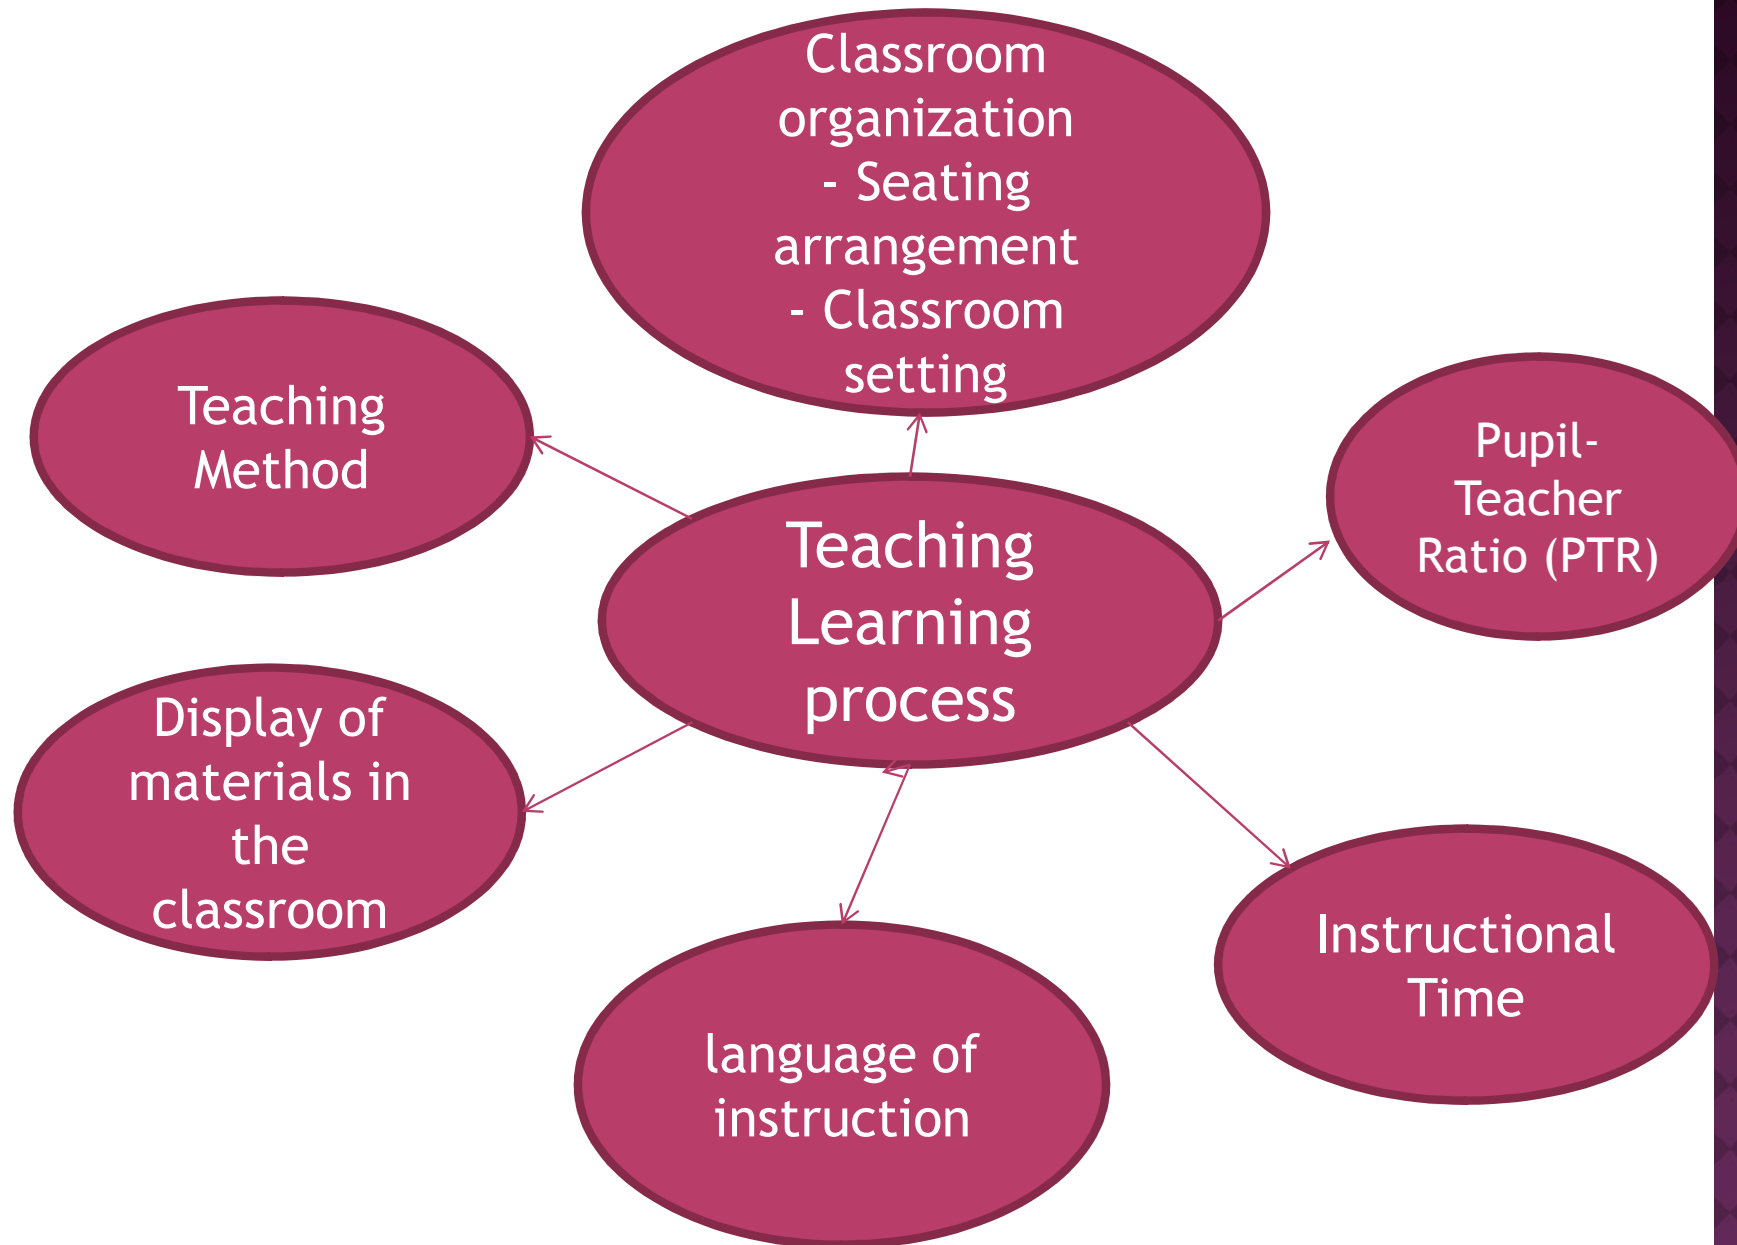 Classroom
organization
- Seating
arrangement
- Classroom
setting
Teaching
Method
Pupil-
Teacher
Ratio (PTR)
Teaching
Learning
process
Display of
materials in
the
classroom
Instructional
Time
language of
instruction